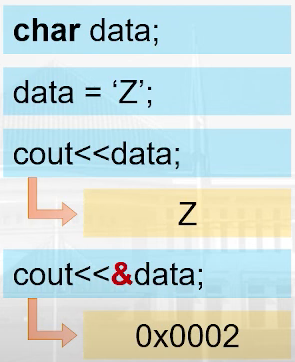 char data;
data = ‘Z’;
cout<<data;
Z
cout<<&data;
0x0002